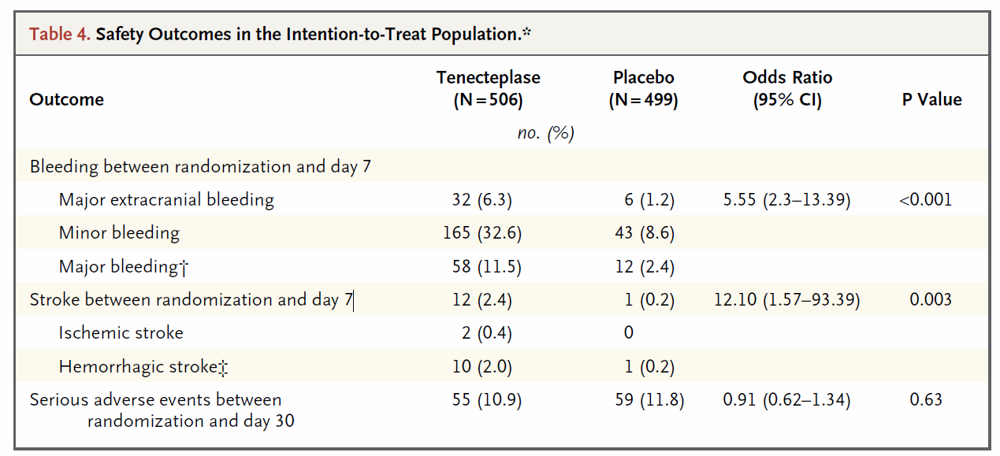 Table 4. Safety Outcomes in the Intention-to-Treat Population.*
Outcome Tenecteplase (N=506) Placebo (N=499) Odds Ratio (95% CI) P Value
no. (%)
Bleeding between randomization and day 7
Major extracranial bleeding 32 (6.3) 6 (1.2) 5.55 (2.3–13.39) <0.001
Minor bleeding 165 (32.6) 43 (8.6)
Major bleeding† 58 (11.5) 12 (2.4)
Stroke between randomization and day 7 12 (2.4) 1 (0.2) 12.10 (1.57–93.39) 0.003
Ischemic stroke 2 (0.4) 0
Hemorrhagic stroke‡ 10 (2.0) 1 (0.2)
Serious adverse events between 55 (10.9) 59 (11.8) 0.91 (0.62–1.34) 0.63
randomization and day 30